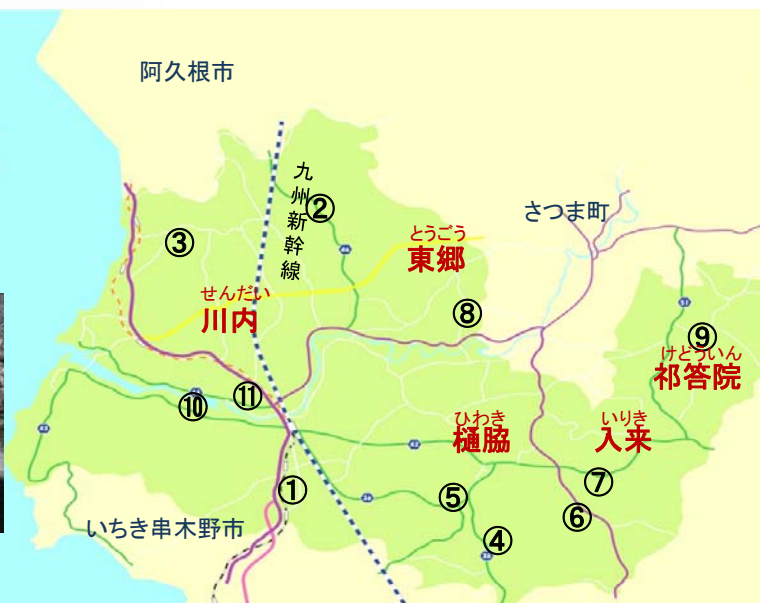 阿久根市
九州新幹線
②
さつま町
③
とうごう
東郷
せんだい
川内
⑧
⑨
けどういん
祁答院
⑪
⑩
ひわき
樋脇
いりき
入来
①
⑤
⑦
⑥
④
いちき串木野市